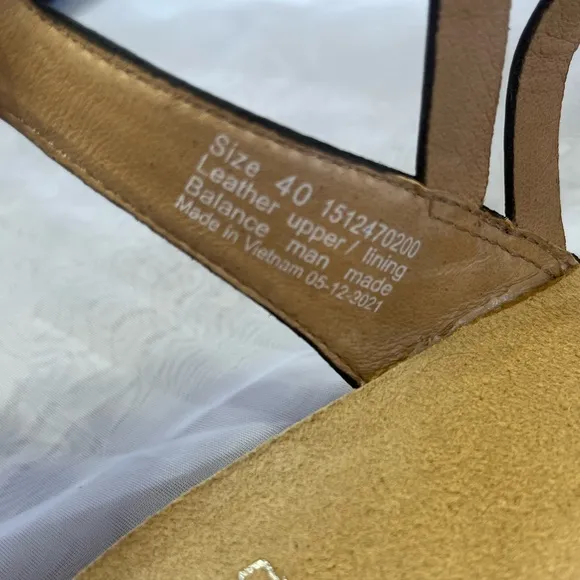 Size 40 1512470200
Leather upper / lining
Balance man made
Made in Vietnam 05-12-2021